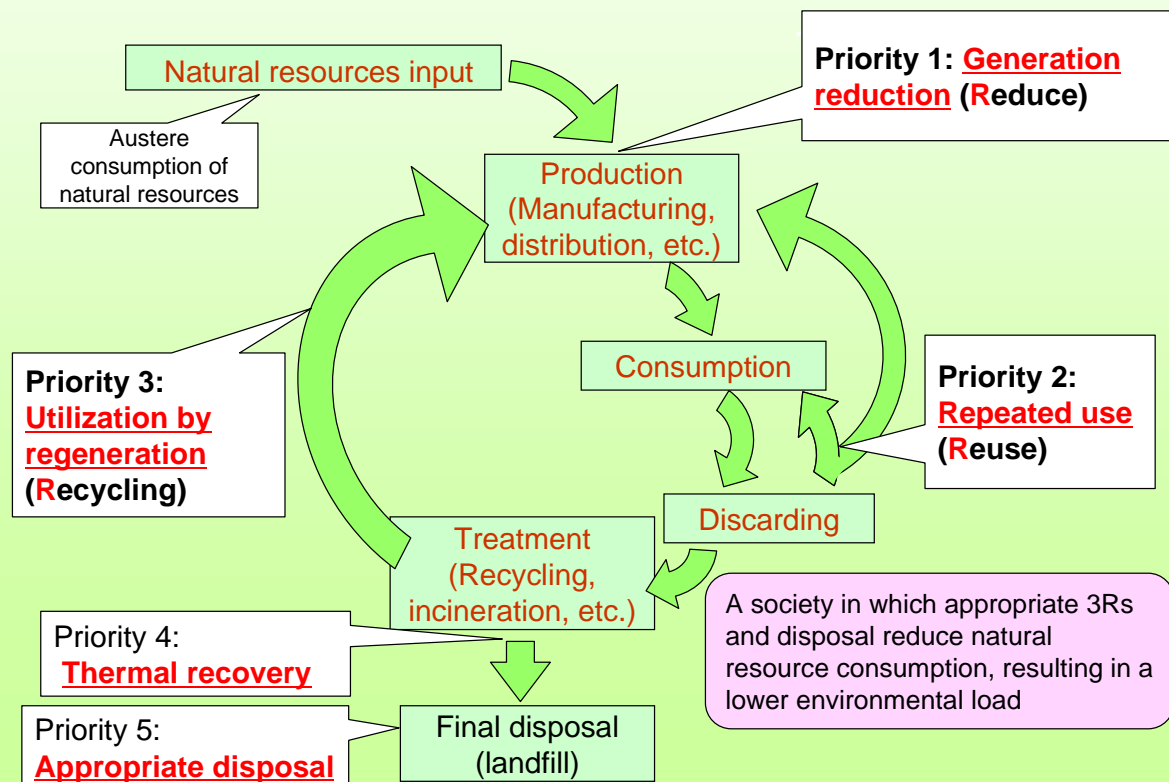 Natural resources input
Priority 1: Generation
reduction (Reduce)
Austere
consumption of
natural resources
Production
(Manufacturing,
distribution, etc.)
Consumption
Priority 3:
Utilization by
regeneration
(Recycling)
Priority 2:
Repeated use
(Reuse)
Discarding
Treatment
(Recycling,
incineration, etc.)
A society in which appropriate 3Rs
and disposal reduce natural
resource consumption, resulting in a
lower environmental load
Priority 4:
Thermal recovery
Priority 5:
Appropriate disposal
Final disposal
(landfill)